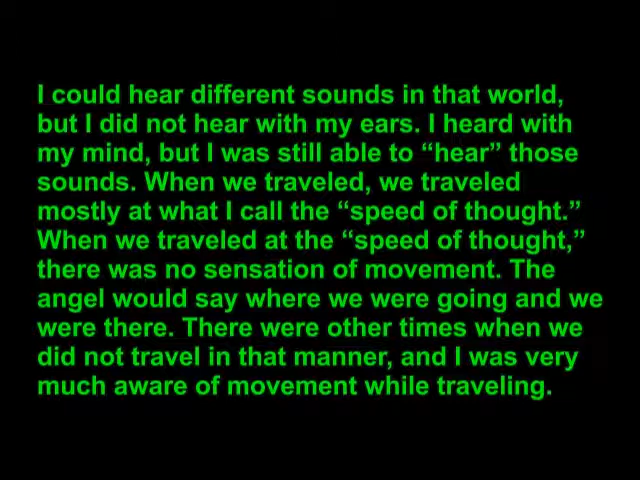 I could hear different sounds in that world,
but I did not hear with my ears. I heard with
my mind, but I was still able to “hear” those
sounds. When we traveled, we traveled
mostly at what I call the “speed of thought.”
When we traveled at the “speed of thought,”
there was no sensation of movement. The
angel would say where we were going and we
were there. There were other times when we
did not travel in that manner, and I was very
much aware of movement while traveling.